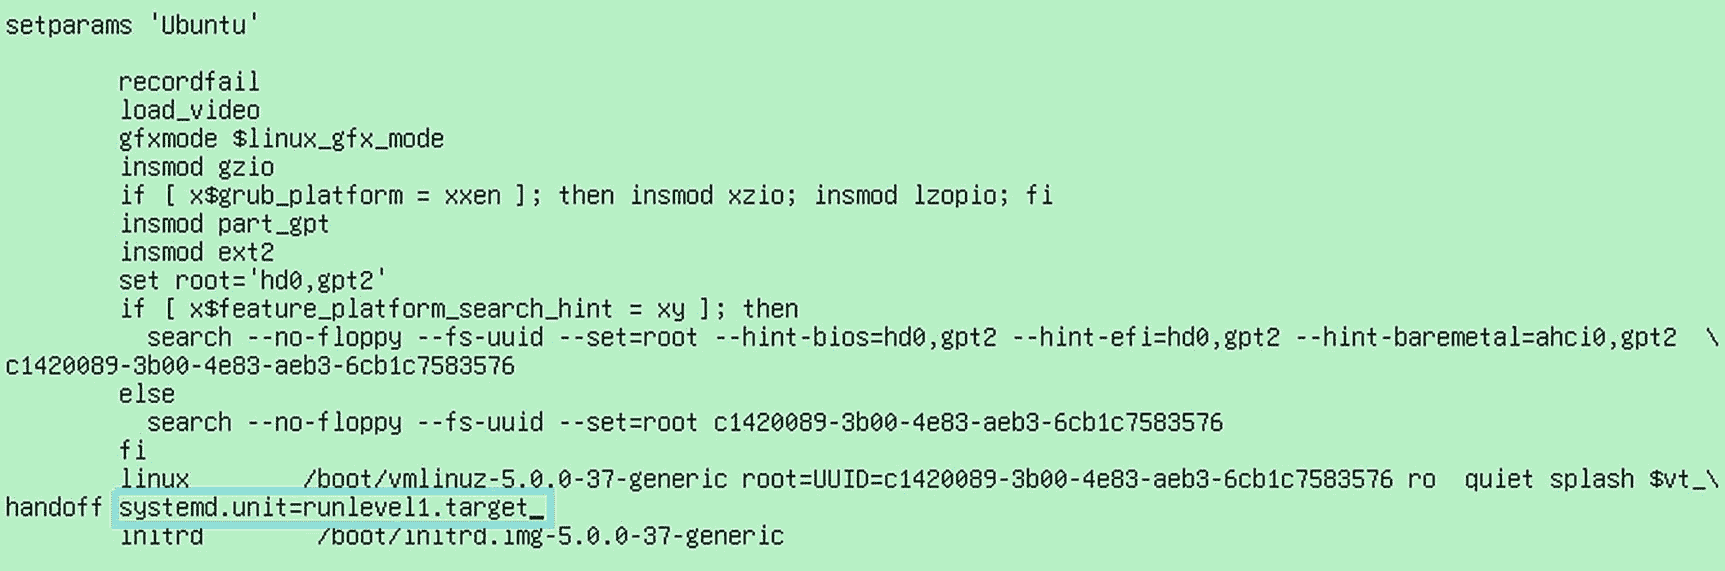 setparams 'Ubuntu'
recordfail
load_video
gfxmode $linux_gfx_mode
insmod gzio
if [ x$grub_platform = xxen ]; then insmod xzio; insmod lzopio; fi
insmod part_gpt
insmod ext2
set root='hd0,gpt2'
if [ x$feature_platform_search_hint = xy ]; then
search --no-floppy --fs-uuid --set=root --hint-bios=hd0,gpt2 --hint-efi=hd0,gpt2 --hint-baremetal=ahci0,gpt2 \
c1420089-3b00-4e83-aeb3-6cb1c7583576
else
search --no-floppy --fs-uuid --set=root c1420089-3b00-4e83-aeb3-6cb1c7583576
fi
linux /boot/vmlinuz-5.0.0-37-generic root=UUID=c1420089-3b00-4e83-aeb3-6cb1c7583576 ro quiet splash $vt_\
handoff systemd.unit=runlevel1.target_
initrd /boot/initrd.img-5.0.0-37-generic